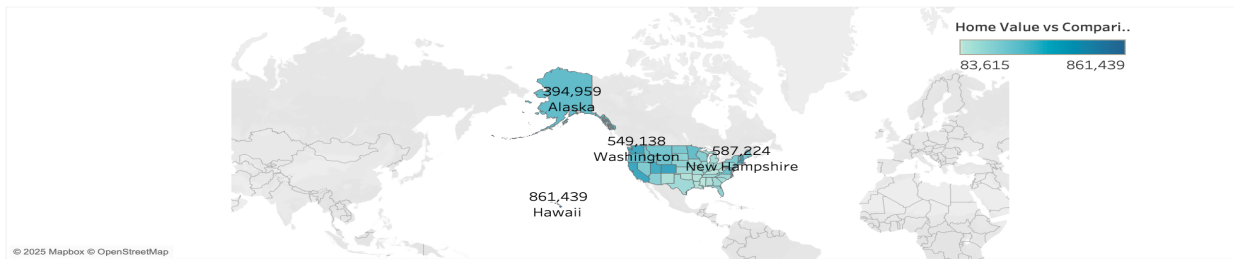 Home Value vs Compari..
83,615 861,439
394,959
Alaska
549,138
Washington
587,224
New Hampshire
861,439
Hawaii
© 2025 Mapbox © OpenStreetMap